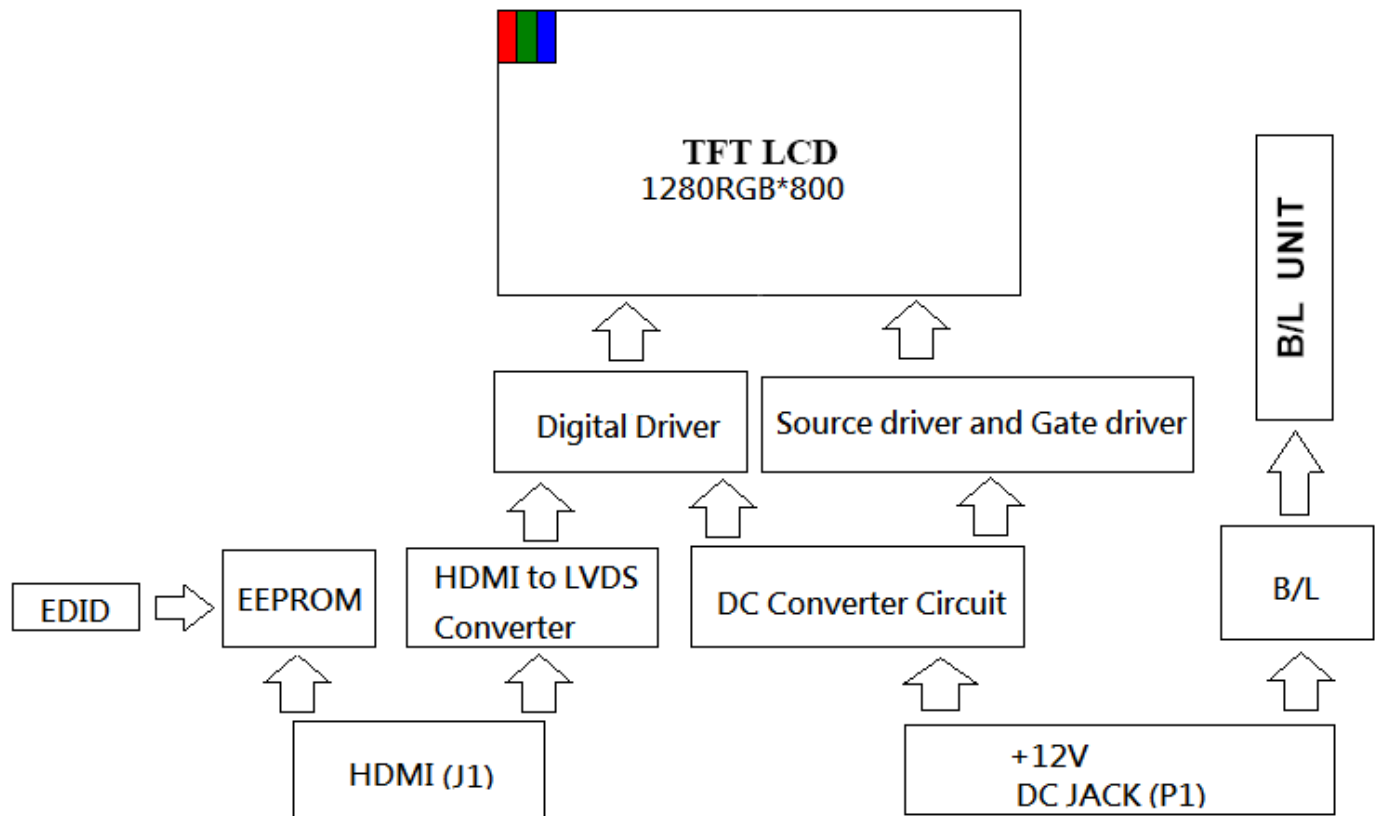 TFT LCD
1280RGB*800
B/L UNIT
Digital Driver
Source driver and Gate driver
EDID
EEPROM
HDMI to LVDS
Converter
DC Converter Circuit
B/L
HDMI (J1)
+12V
DC JACK (P1)